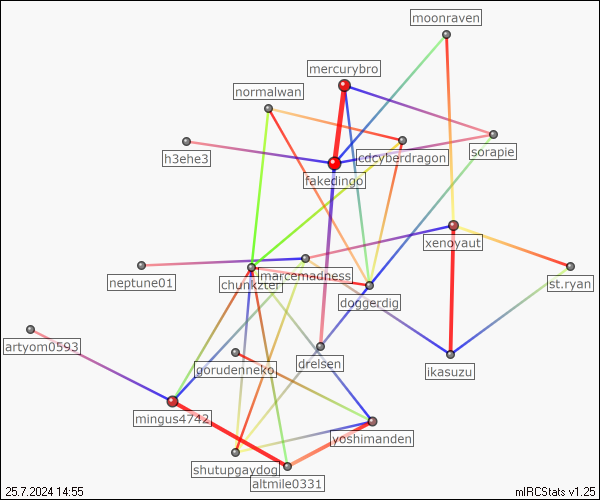 moonraven
mercurybro
normalwan
cdcyberdragon
sorapie
h3ehe3
fakedingo
xenoyaut
marcemadness
neptune01
chunkzter
st.ryan
doggerdig
artyom0593
gorudenneko
drelsen
ikasuzu
mingus4742
yoshimanden
shutupgaydog
altmile0331
25.7.2024 14:55
mIRCStats v1.25